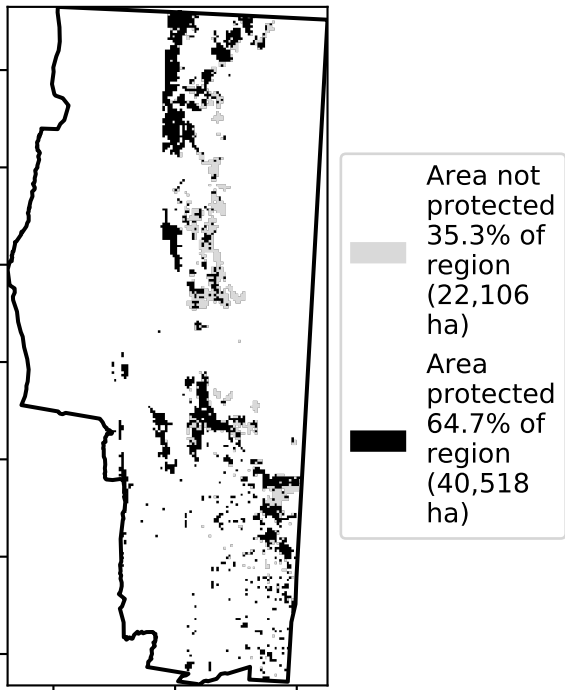 Area not
protected
35.3% of
region
(22,106
ha)
Area
protected
64.7% of
region
(40,518
ha)